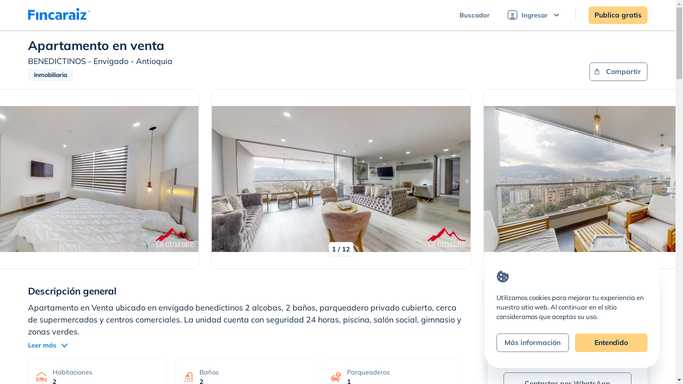 Fincaraiz
Buscador
Ingresar
Publica gratis
Apartamento en venta
BENEDICTINOS - Envigado - Antioquia
Inmobiliaria
Compartir
1 / 12
Descripción general
Apartamento en Venta ubicado en envigado benedictinos 2 alcobas, 2 baños, parqueadero privado cubierto, cerca
de supermercados y centros comerciales. La unidad cuenta con seguridad 24 horas, piscina, salón social, gimnasio y
zonas verdes.
Leer más
Habitaciones
2
Baños
2
Parqueaderos
1
Utilizamos cookies para mejorar tu experiencia en
nuestro sitio web. Al continuar en el sitio
consideramos que aceptas su uso.
Más información
Entendido
Contactar por WhatsApp